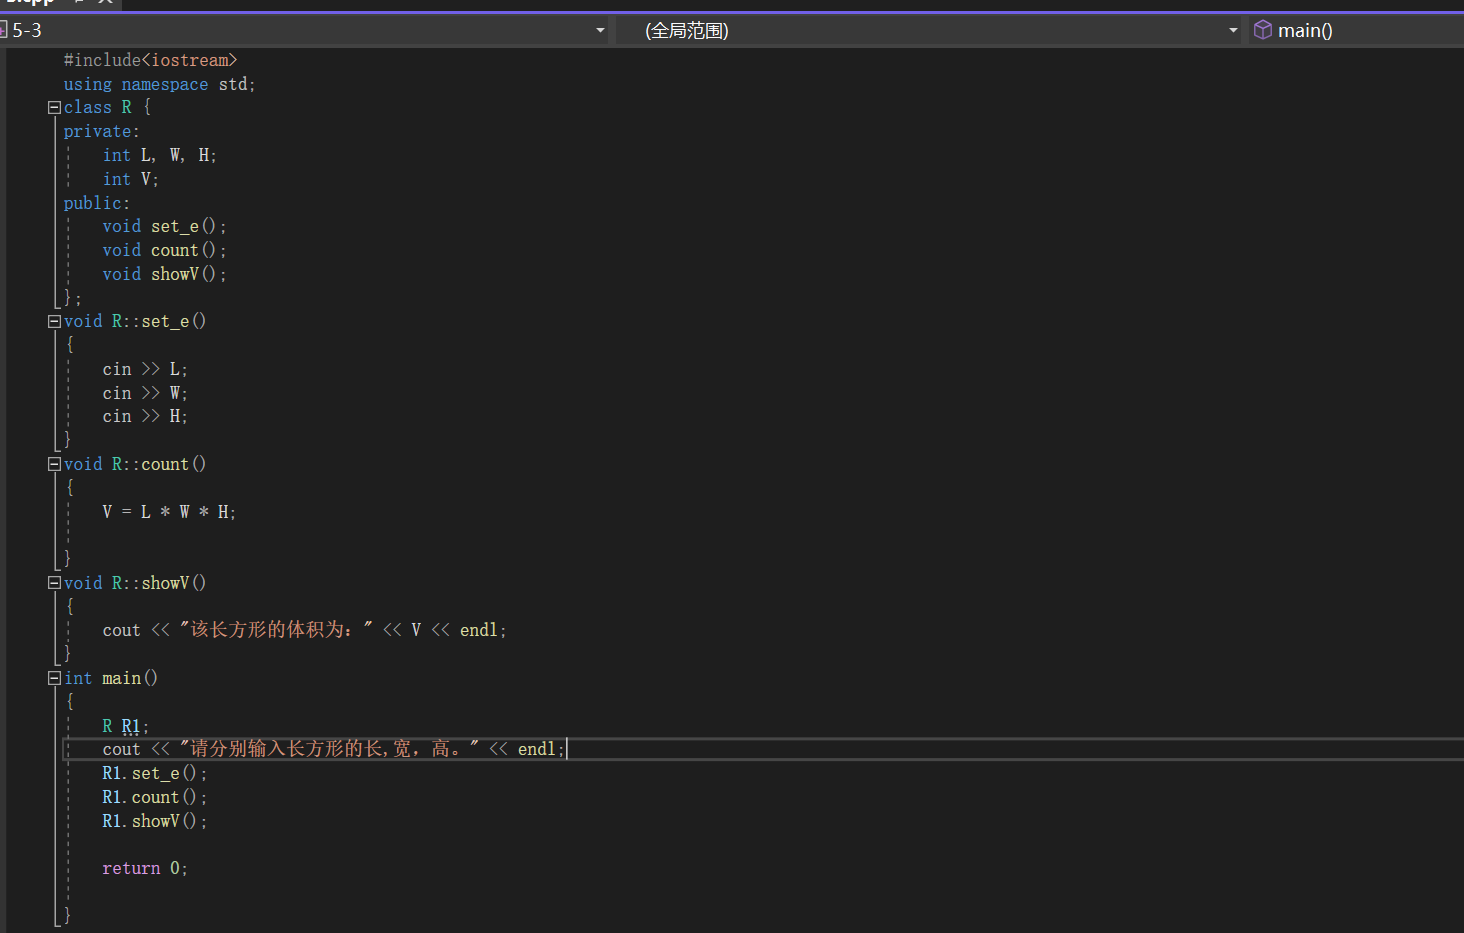 5-3
(全局范围)
main()
#include<iostream>
using namespace std;
class R {
private:
    int L, W, H;
    int V;
public:
    void set_e();
    void count();
    void showV();
};
void R::set_e()
{
    cin >> L;
    cin >> W;
    cin >> H;
}
void R::count()
{
    V = L * W * H;
}
void R::showV()
{
    cout << "该长方形的体积为：" << V << endl;
}
int main()
{
    R R1;
    cout << "请分别输入长方形的长,宽，高。" << endl;
    R1.set_e();
    R1.count();
    R1.showV();
    return 0;
}